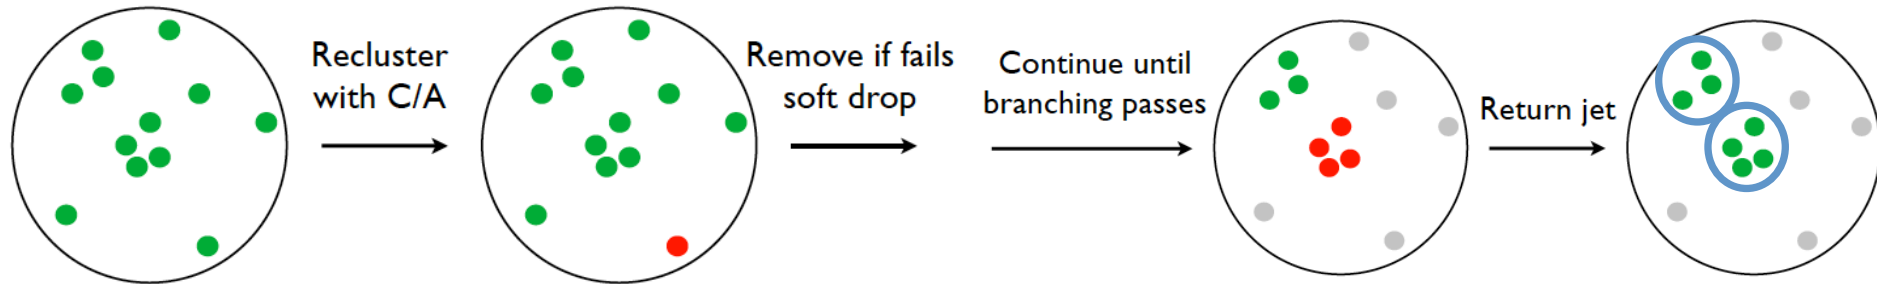 Recluster
with C/A
Remove if fails
soft drop
Continue until
branching passes
Return jet